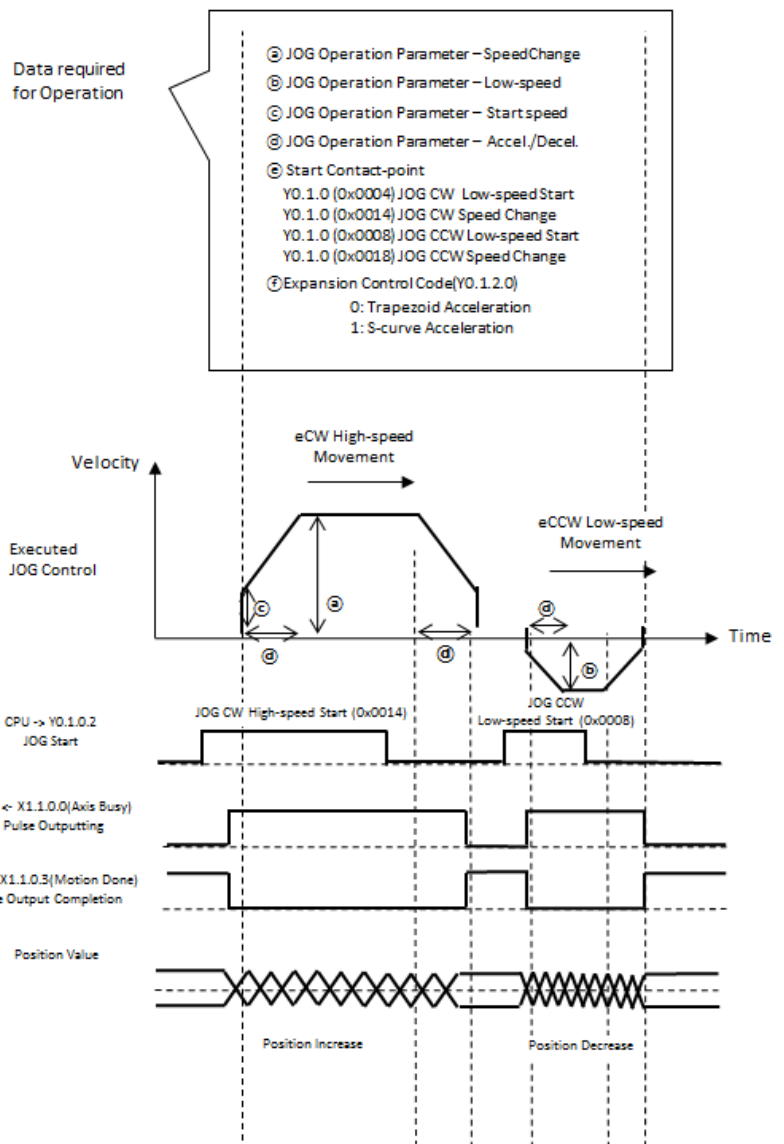 Data required
for Operation
ⓐ JOG Operation Parameter – SpeedChange
ⓑ JOG Operation Parameter – Low-speed
ⓒ JOG Operation Parameter – Start speed
ⓓ JOG Operation Parameter – Accel./Decel.
ⓔ Start Contact-point
Y0.1.0 (0x0004) JOG CW Low-speed Start
Y0.1.0 (0x0014) JOG CW Speed Change
Y0.1.0 (0x0008) JOG CCW Low-speed Start
Y0.1.0 (0x0018) JOG CCW Speed Change
ⓕ Expansion Control Code(Y0.1.2.0)
0: Trapezoid Acceleration
1: S-curve Acceleration
eCW High-speed
Movement
Velocity
eCCW Low-speed
Movement
Executed
JOG Control
ⓒ
ⓐ
ⓓ
ⓓ
ⓓ
ⓑ
Time
JOG CW High-speed Start (0x0014)
JOG CCW
Low-speed Start (0x0008)
CPU -> Y0.1.0.2
JOG Start
<- X1.1.0.0(Axis Busy)
Pulse Outputting
X1.1.0.3(Motion Done)
e Output Completion
Position Value
Position Increase
Position Decrease